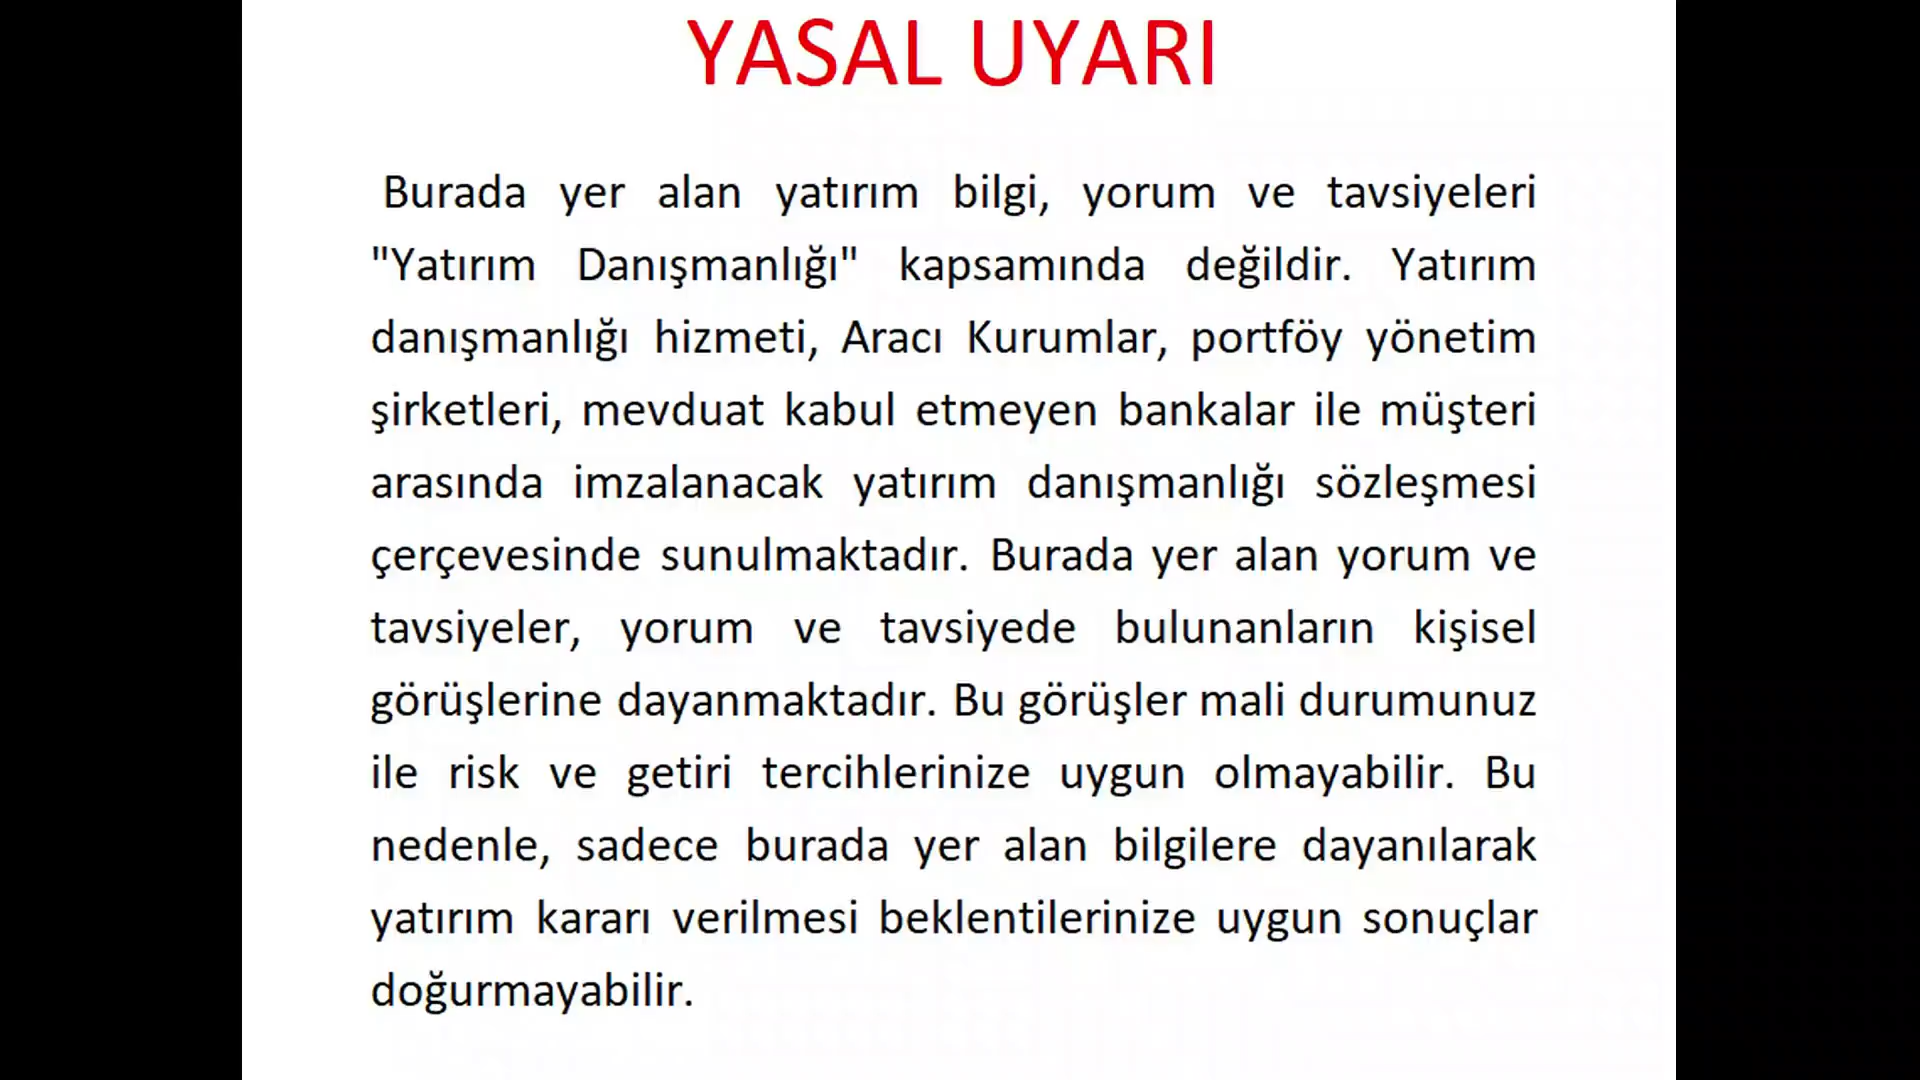 YASAL UYARI
Burada yer alan yatırım bilgi, yorum ve tavsiyeleri
"Yatırım Danışmanlığı" kapsamında değildir. Yatırım
danışmanlığı hizmeti, Aracı Kurumlar, portföy yönetim
şirketleri, mevduat kabul etmeyen bankalar ile müşteri
arasında imzalanacak yatırım danışmanlığı sözleşmesi
çerçevesinde sunulmaktadır. Burada yer alan yorum ve
tavsiyeler, yorum ve tavsiyede bulunanların kişisel
görüşlerine dayanmaktadır. Bu görüşler mali durumunuz
ile risk ve getiri tercihlerinize uygun olmayabilir. Bu
nedenle, sadece burada yer alan bilgilere dayanılarak
yatırım kararı verilmesi beklentilerinize uygun sonuçlar
doğurmayabilir.